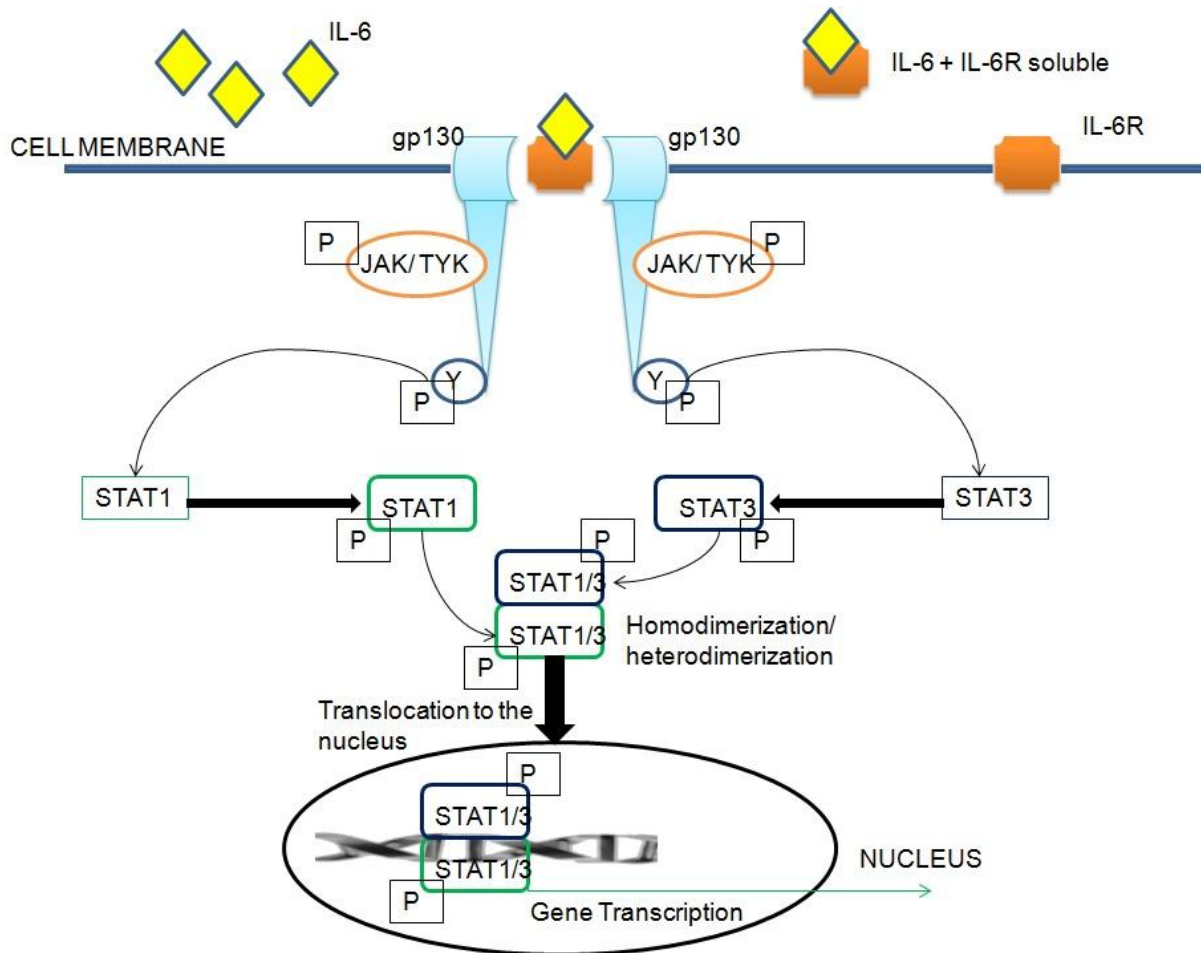 IL-6
IL-6 + IL-6R soluble
gp130
gp130
IL-6R
CELL MEMBRANE
P
JAK/ TYK
JAK/ TYK
P
Y
P
Y
P
STAT1
STAT1
P
STAT3
P
STAT3
P
STAT1/3
STAT1/3
P
Homodimerization/
heterodimerization
Translocation to the
nucleus
P
STAT1/3
STAT1/3
P
NUCLEUS
Gene Transcription